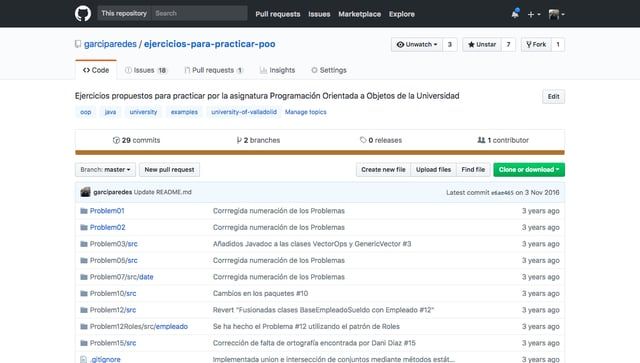 This repository Search Pull requests Issues Marketplace Explore
garciparedes / ejercicios-para-practicar-poo Unwatch 3 Unstar 7 Fork 1
Code Issues 18 Pull requests 1 Insights Settings
Ejercicios propuestos para practicar por la asignatura Programación Orientada a Objetos de la Universidad Edit
oop java university examples university-of-valladolid Manage topics
29 commits 2 branches 0 releases 1 contributor
Branch: master New pull request Create new file Upload files Find file Clone or download
garciparedes Update README.md Latest commit e6ae465 on 3 Nov 2016
Problem01 Corrregida numeración de los Problemas 3 years ago
Problem02 Corrregida numeración de los Problemas 3 years ago
Problem03/src Añadidos Javadoc a las clases VectorOps y GenericVector #3 3 years ago
Problem05/src Corrregida numeración de los Problemas 3 years ago
Problem07/src/date Corrregida numeración de los Problemas 3 years ago
Problem10/src Cambios en los paquetes #10 3 years ago
Problem12/src Revert "Fusionadas clases BaseEmpleadoSueldo con Empleado #12" 3 years ago
Problem12Roles/src/empleado Se ha hecho el Problema #12 utilizando el patrón de Roles 3 years ago
Problem15/src Corrección de falta de ortografía encontrada por Dani Díaz #15 3 years ago
.gitignore Implementada union e intersección de conjuntos mediante métodos estát... 3 years ago